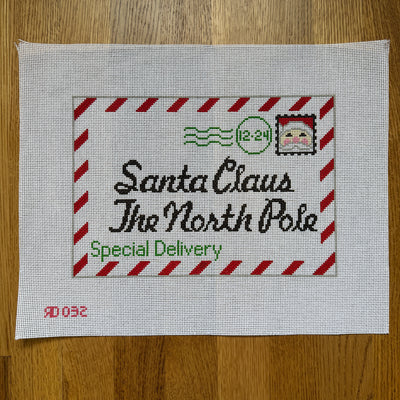 12-24
Santa Claus
The North Pole
Special Delivery
RD 032